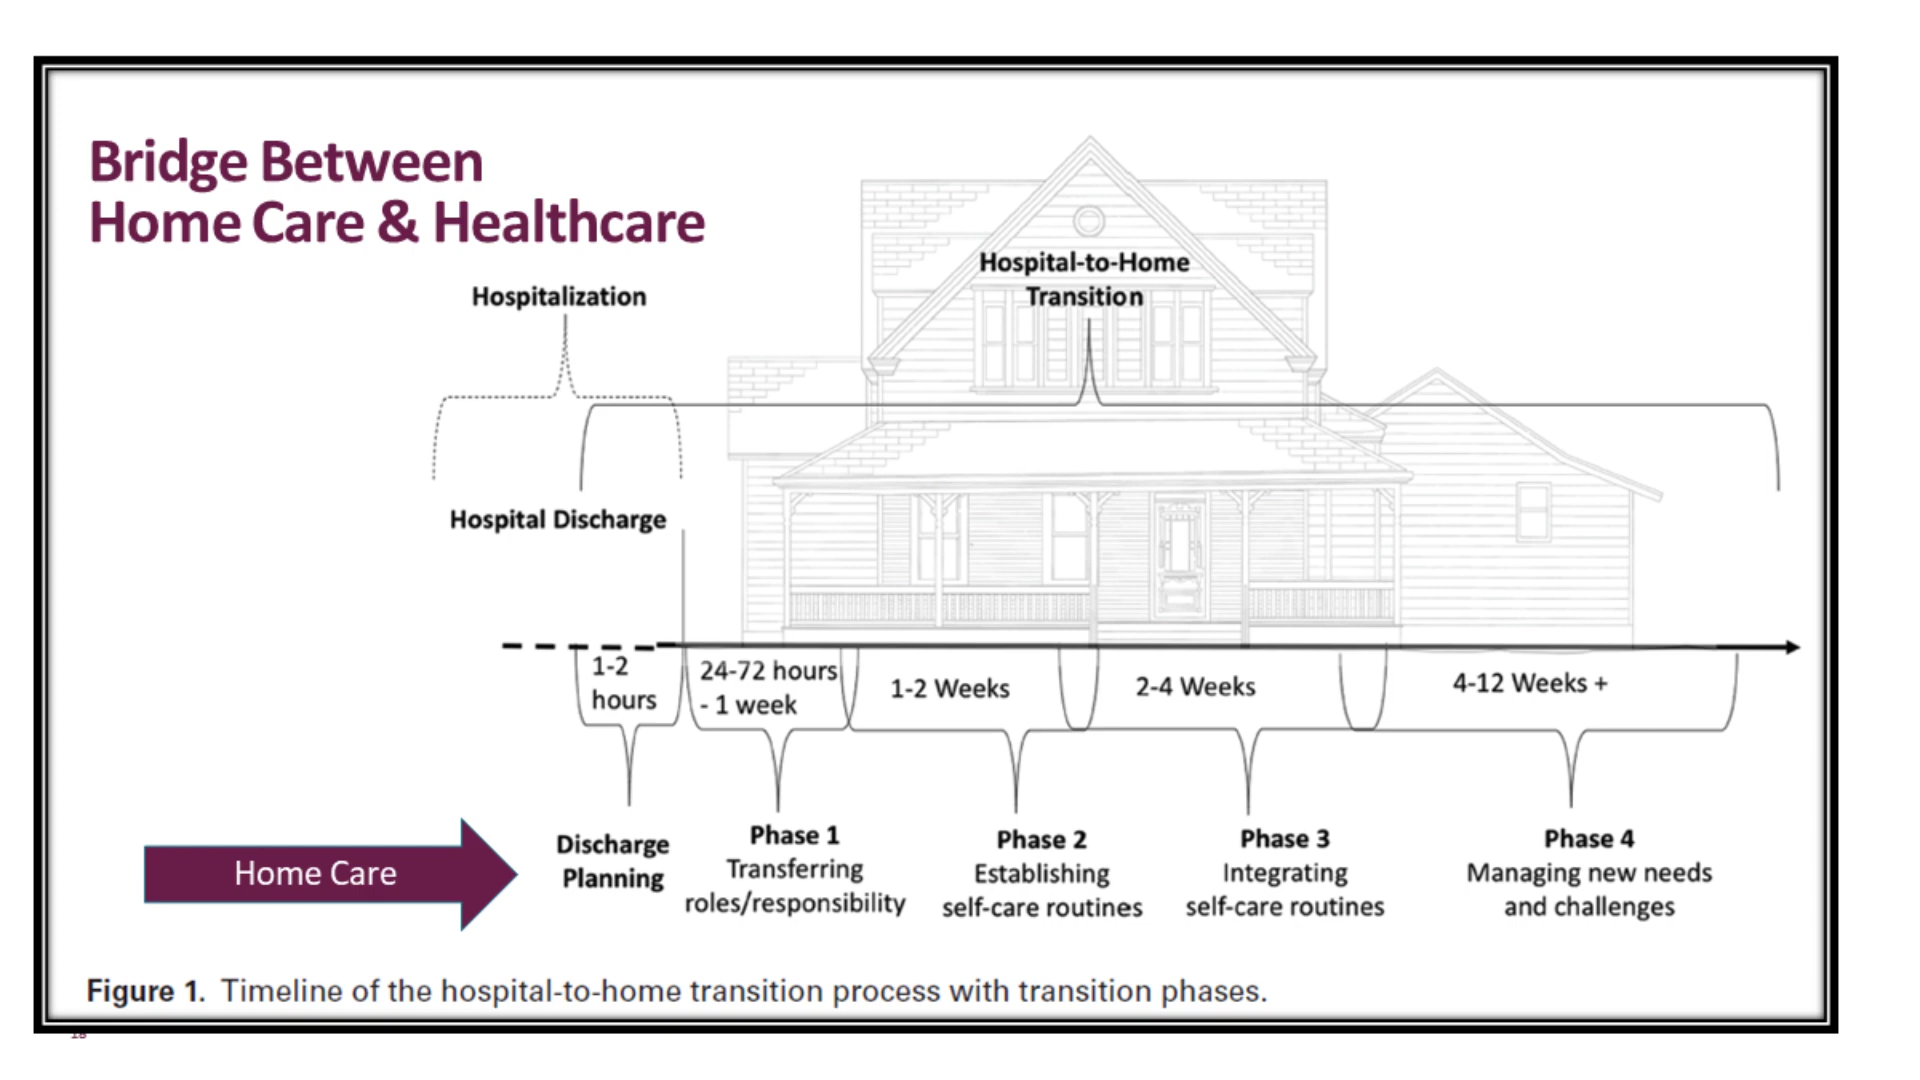 Bridge Between
Home Care & Healthcare
Hospitalization
Hospital-to-Home
Transition
Hospital Discharge
1-2
hours
24-72 hours
- 1 week
1-2 Weeks
2-4 Weeks
4-12 Weeks +
Discharge
Planning
Phase 1
Transferring
roles/responsibility
Phase 2
Establishing
self-care routines
Phase 3
Integrating
self-care routines
Phase 4
Managing new needs
and challenges
Home Care
Figure 1. Timeline of the hospital-to-home transition process with transition phases.